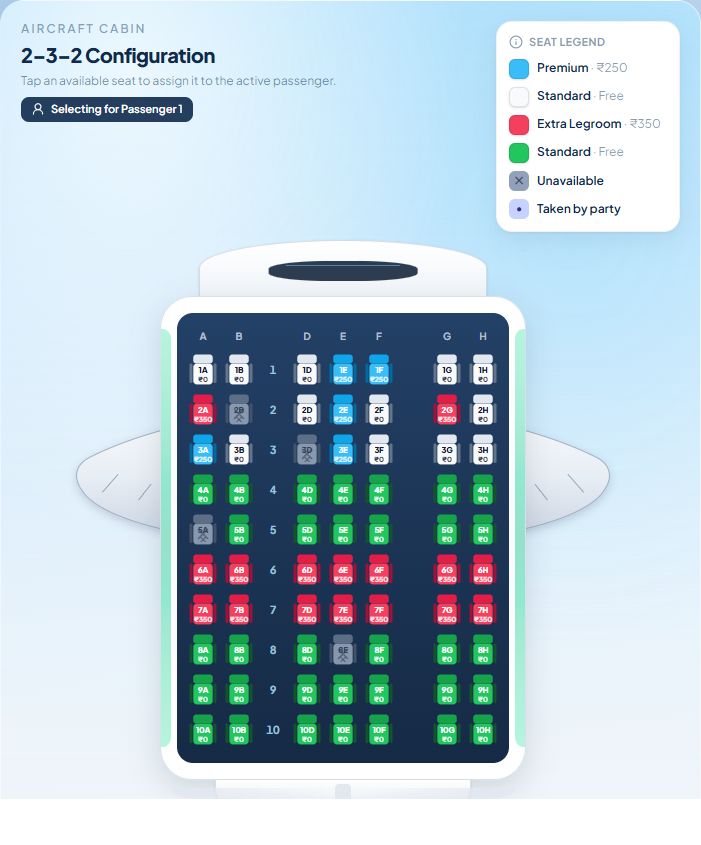 AIRCRAFT CABIN
2–3–2 Configuration
Tap an available seat to assign it to the active passenger.
Selecting for Passenger 1
SEAT LEGEND
Premium · ₹250
Standard · Free
Extra Legroom · ₹350
Standard · Free
Unavailable
Taken by party
A B D E F G H
1A 1B 1 1D 1E 1F 1G 1H
₹0 ₹0 ₹0 ₹250 ₹250 ₹0 ₹0
2A 2B 2 2D 2E 2F 2G 2H
₹350 ₹0 ₹250 ₹0 ₹350 ₹0
3A 3B 3 3D 3E 3F 3G 3H
₹250 ₹0 ₹250 ₹0 ₹0 ₹0
4A 4B 4 4D 4E 4F 4G 4H
₹0 ₹0 ₹0 ₹0 ₹0 ₹0 ₹0
5A 5B 5 5D 5E 5F 5G 5H
₹0 ₹0 ₹0 ₹0 ₹0 ₹0
6A 6B 6 6D 6E 6F 6G 6H
₹350 ₹350 ₹350 ₹350 ₹350 ₹350 ₹350
7A 7B 7 7D 7E 7F 7G 7H
₹350 ₹350 ₹350 ₹350 ₹350 ₹350 ₹350
8A 8B 8 8D 8E 8F 8G 8H
₹0 ₹0 ₹0 ₹0 ₹0 ₹0
9A 9B 9 9D 9E 9F 9G 9H
₹0 ₹0 ₹0 ₹0 ₹0 ₹0 ₹0
10A 10B 10 10D 10E 10F 10G 10H
₹0 ₹0 ₹0 ₹0 ₹0 ₹0 ₹0